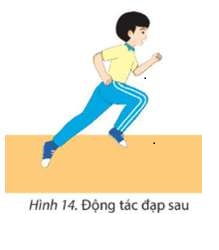 Hình 14. Động tác đạp sau